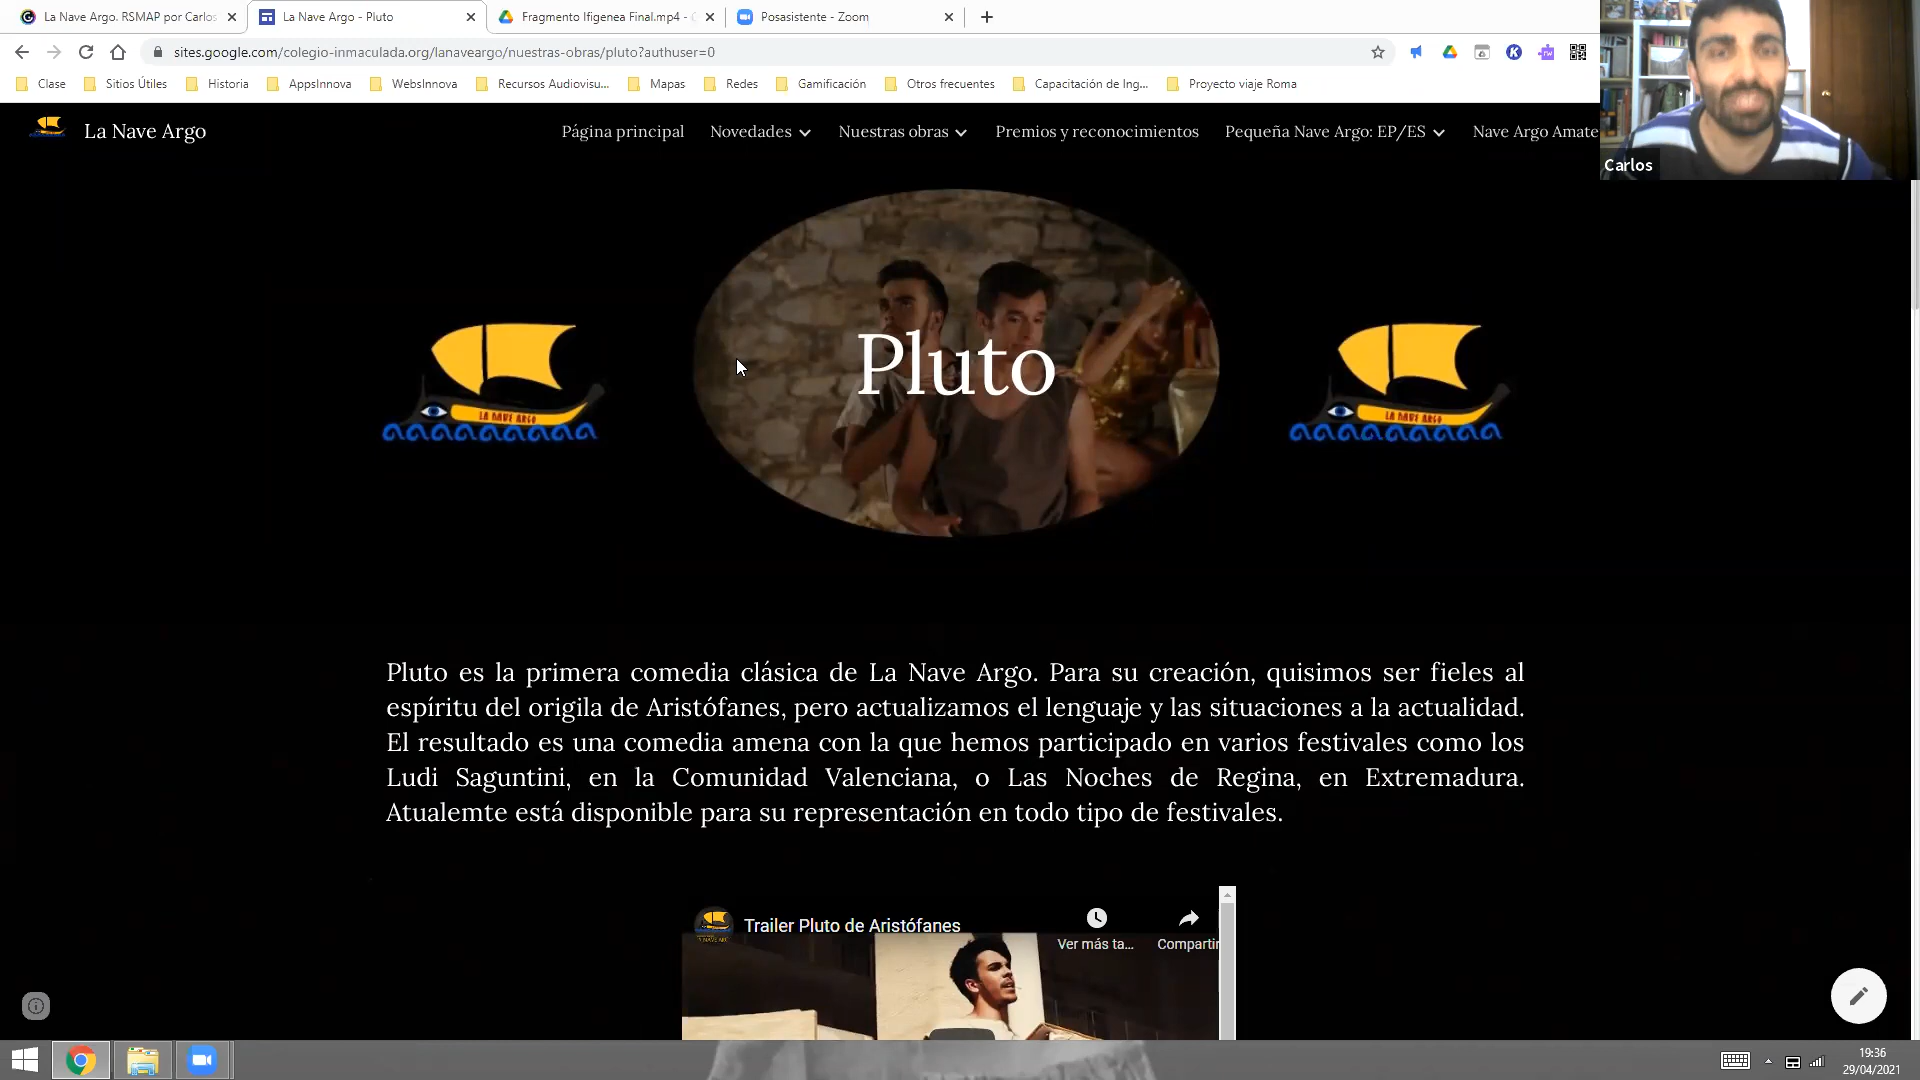 La Nave Argo. RSMAP por Carlos
La Nave Argo - Pluto
Fragmento Ifigenea Final.mp4 -
Posasistente - Zoom
sites.google.com/colegio-inmaculada.org/lanaveargo/nuestras-obras/pluto?authuser=0
Clase Sitios Útiles Historia AppsInnova WebsInnova Recursos Audiovisu... Mapas Redes Gamificación Otros frecuentes Capacitación de Ing... Proyecto viaje Roma
La Nave Argo Página principal Novedades Nuestras obras Premios y reconocimientos Pequeña Nave Argo: EP/ES Nave Argo Amate
Carlos
Pluto
LA NAVE ARGO
LA NAVE ARGO
Pluto es la primera comedia clásica de La Nave Argo. Para su creación, quisimos ser fieles al
espíritu del origila de Aristófanes, pero actualizamos el lenguaje y las situaciones a la actualidad.
El resultado es una comedia amena con la que hemos participado en varios festivales como los
Ludi Saguntini, en la Comunidad Valenciana, o Las Noches de Regina, en Extremadura.
Atualemte está disponible para su representación en todo tipo de festivales.
Trailer Pluto de Aristófanes
Ver más ta... Compartir
19:36
29/04/2021